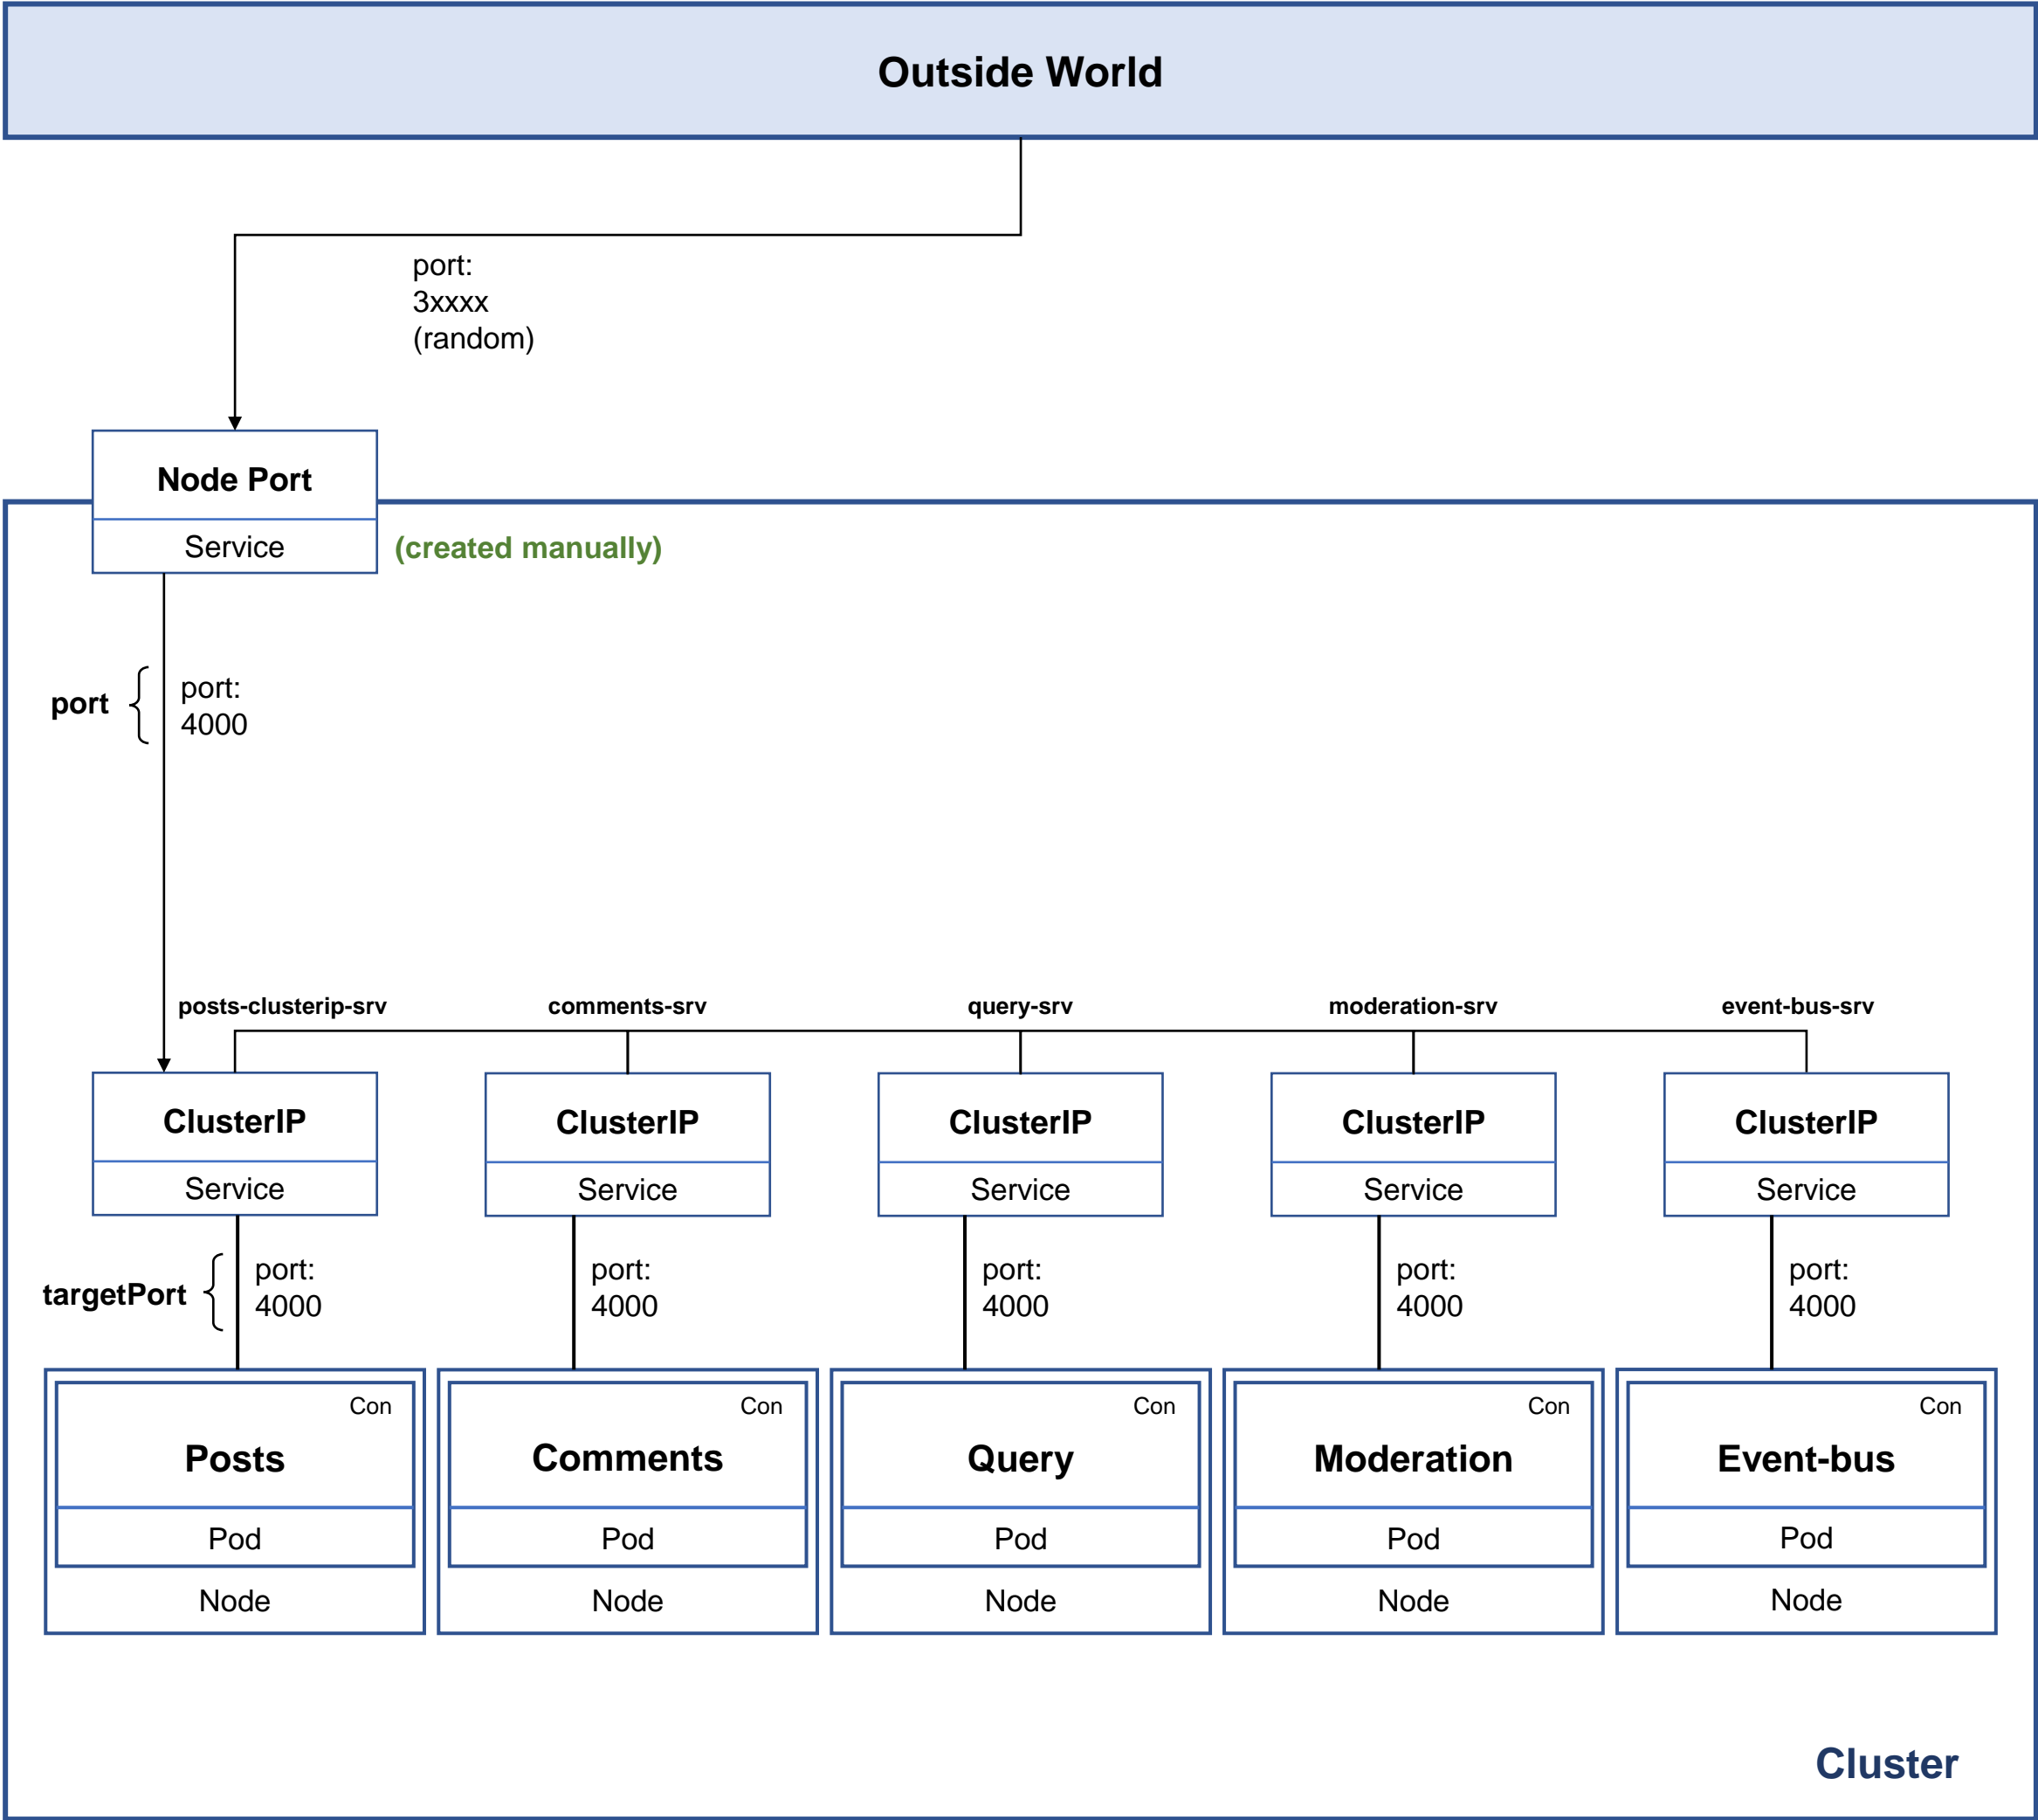 Outside World
port:
3xxxx
(random)
Node Port
Service
(created manually)
port
port:
4000
posts-clusterip-srv
comments-srv
query-srv
moderation-srv
event-bus-srv
ClusterIP
ClusterIP
ClusterIP
ClusterIP
ClusterIP
Service
Service
Service
Service
Service
targetPort
port:
4000
port:
4000
port:
4000
port:
4000
port:
4000
Con
Posts
Pod
Node
Con
Comments
Pod
Node
Con
Query
Pod
Node
Con
Moderation
Pod
Node
Con
Event-bus
Pod
Node
Cluster